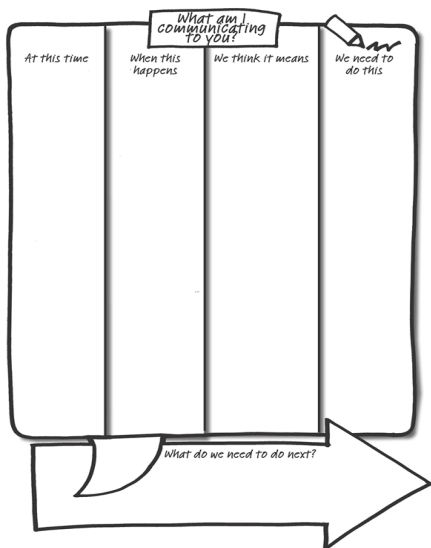 What am I
communicating
to you?
At this time
When this
happens
We think it means
We need to
do this
What do we need to do next?